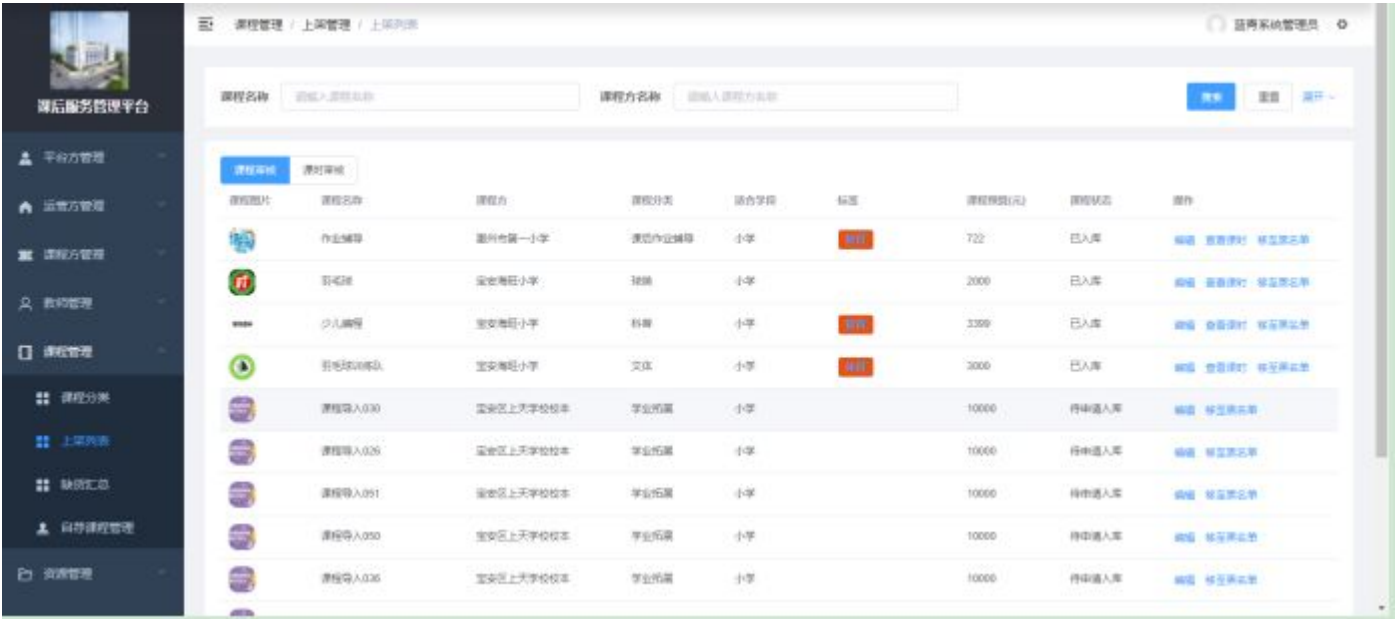 课后服务管理平台
平台方管理
运营方管理
课程方管理
教师管理
课程管理
课程分类
上架列表
缺货汇总
自荐课程管理
资源管理
课程管理 / 上架管理 / 上架列表
蓝青系统管理员
课程名称 请输入课程名称 课程方名称 请输入课程方名称 搜索 重置 展开
课程审核 课时审核
课程图片 课程名称 课程方 课程分类 适合学段 标签 课程预算(元) 课程状态 操作
作业辅导 惠州市第一小学 课后作业辅导 小学 722 已入库 编辑 查看课时 移至黑名单
羽毛球 宝安海旺小学 球类 小学 2000 已入库 编辑 查看课时 移至黑名单
少儿编程 宝安海旺小学 科普 小学 3399 已入库 编辑 查看课时 移至黑名单
羽毛球训练队 宝安海旺小学 文体 小学 3000 已入库 编辑 查看课时 移至黑名单
课程导入030 宝安区上天学校校本 学业拓展 小学 10000 待申请入库 编辑 移至黑名单
课程导入026 宝安区上天学校校本 学业拓展 小学 10000 待申请入库 编辑 移至黑名单
课程导入051 宝安区上天学校校本 学业拓展 小学 10000 待申请入库 编辑 移至黑名单
课程导入050 宝安区上天学校校本 学业拓展 小学 10000 待申请入库 编辑 移至黑名单
课程导入036 宝安区上天学校校本 学业拓展 小学 10000 待申请入库 编辑 移至黑名单